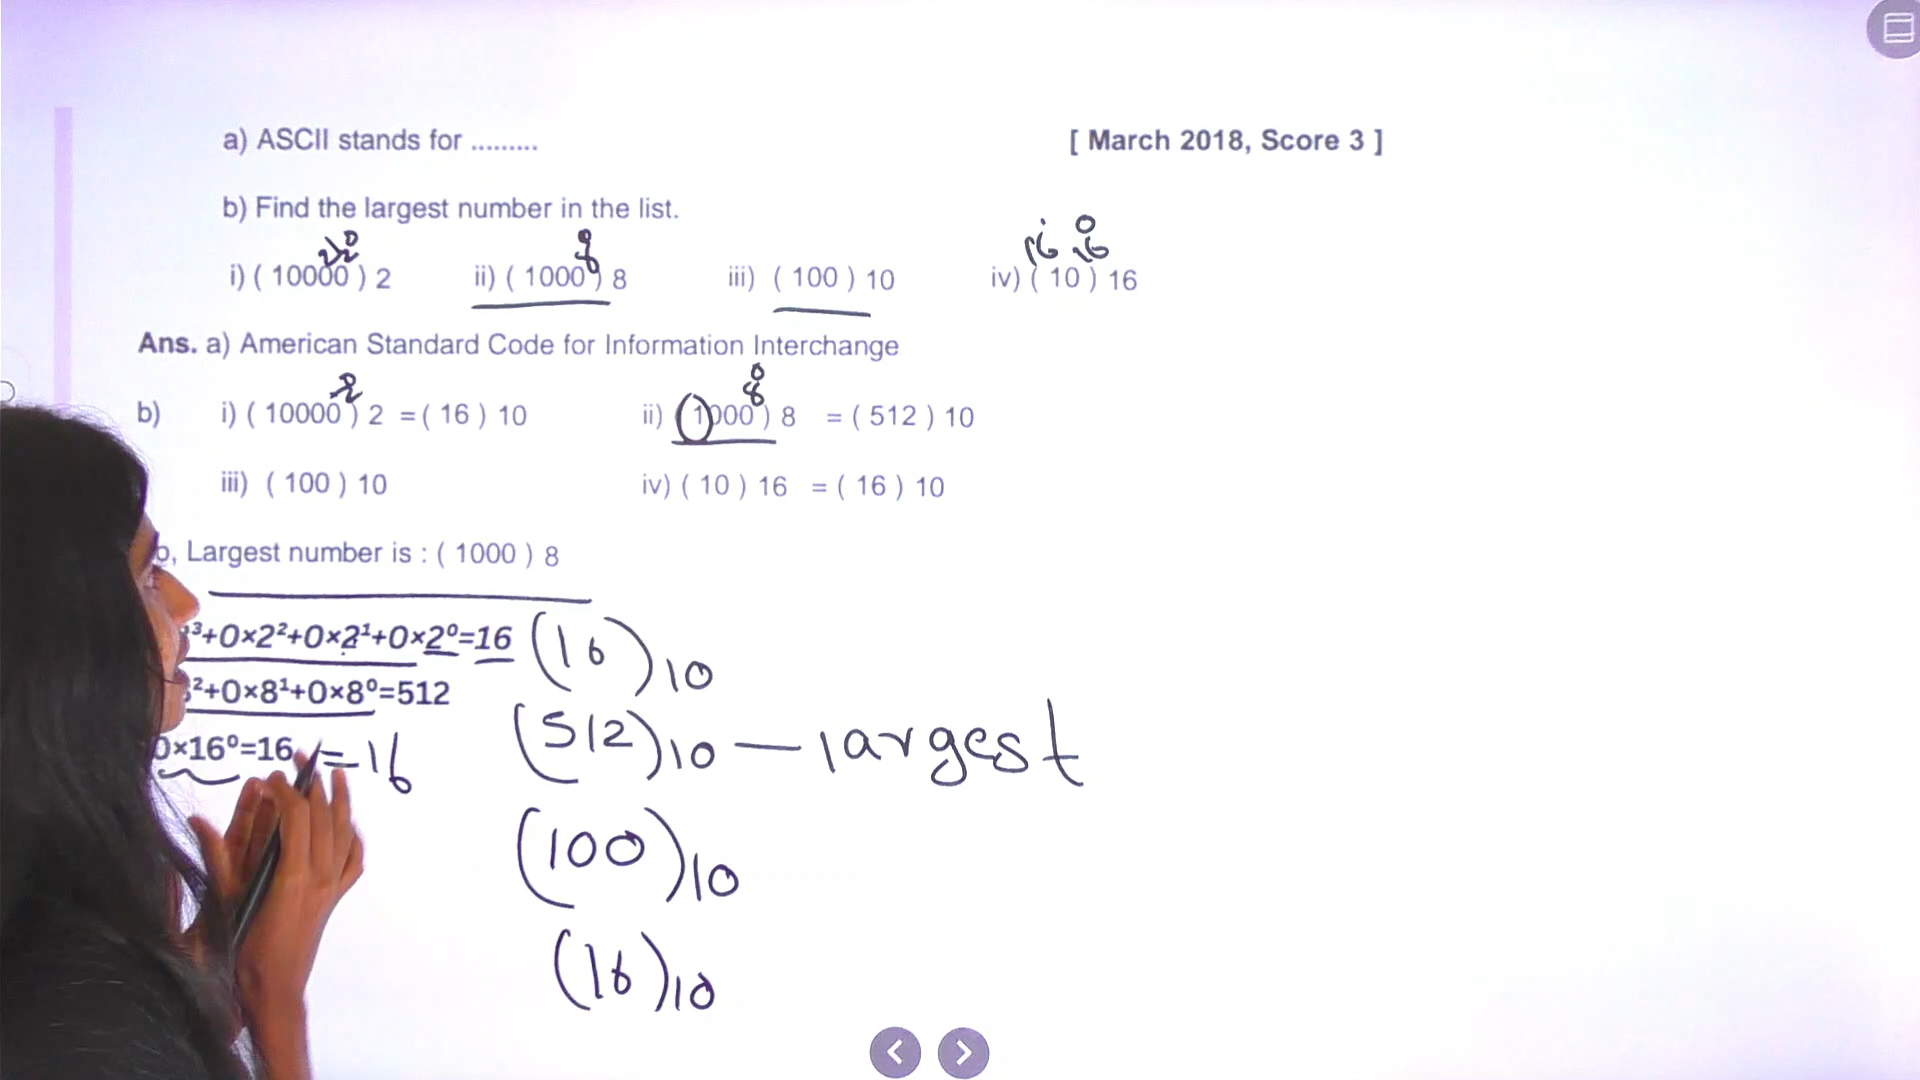 a) ASCII stands for ......... [ March 2018, Score 3 ]
b) Find the largest number in the list.
i) ( 10000 ) 2 ii) ( 1000 ) 8 iii) ( 100 ) 10 iv) ( 10 ) 16
Ans. a) American Standard Code for Information Interchange
b) i) ( 10000 ) 2 = ( 16 ) 10 ii) ( 1000 ) 8 = ( 512 ) 10
iii) ( 100 ) 10 iv) ( 10 ) 16 = ( 16 ) 10
Largest number is : ( 1000 ) 8
³+0×2²+0×2¹+0×2⁰=16 (16)10
²+0×8¹+0×8⁰=512 (512)10 — largest
0×16⁰=16 =16
(100)10
(16)10